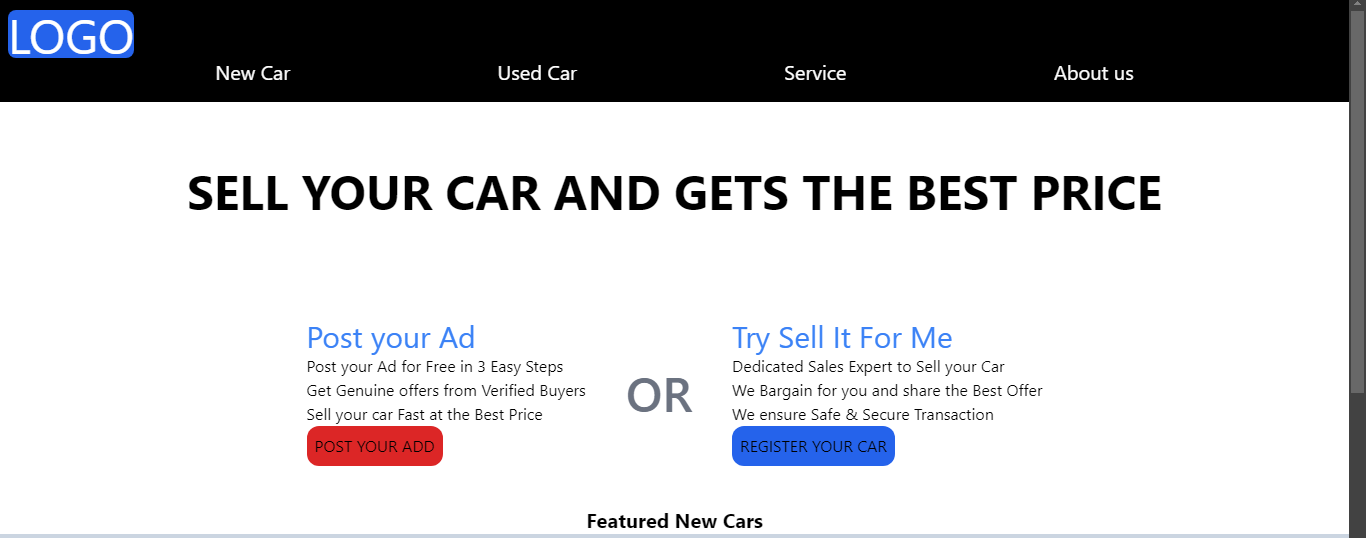 LOGO
New Car Used Car Service About us
SELL YOUR CAR AND GETS THE BEST PRICE
Post your Ad
Post your Ad for Free in 3 Easy Steps
Get Genuine offers from Verified Buyers
Sell your car Fast at the Best Price
POST YOUR ADD
OR
Try Sell It For Me
Dedicated Sales Expert to Sell your Car
We Bargain for you and share the Best Offer
We ensure Safe & Secure Transaction
REGISTER YOUR CAR
Featured New Cars